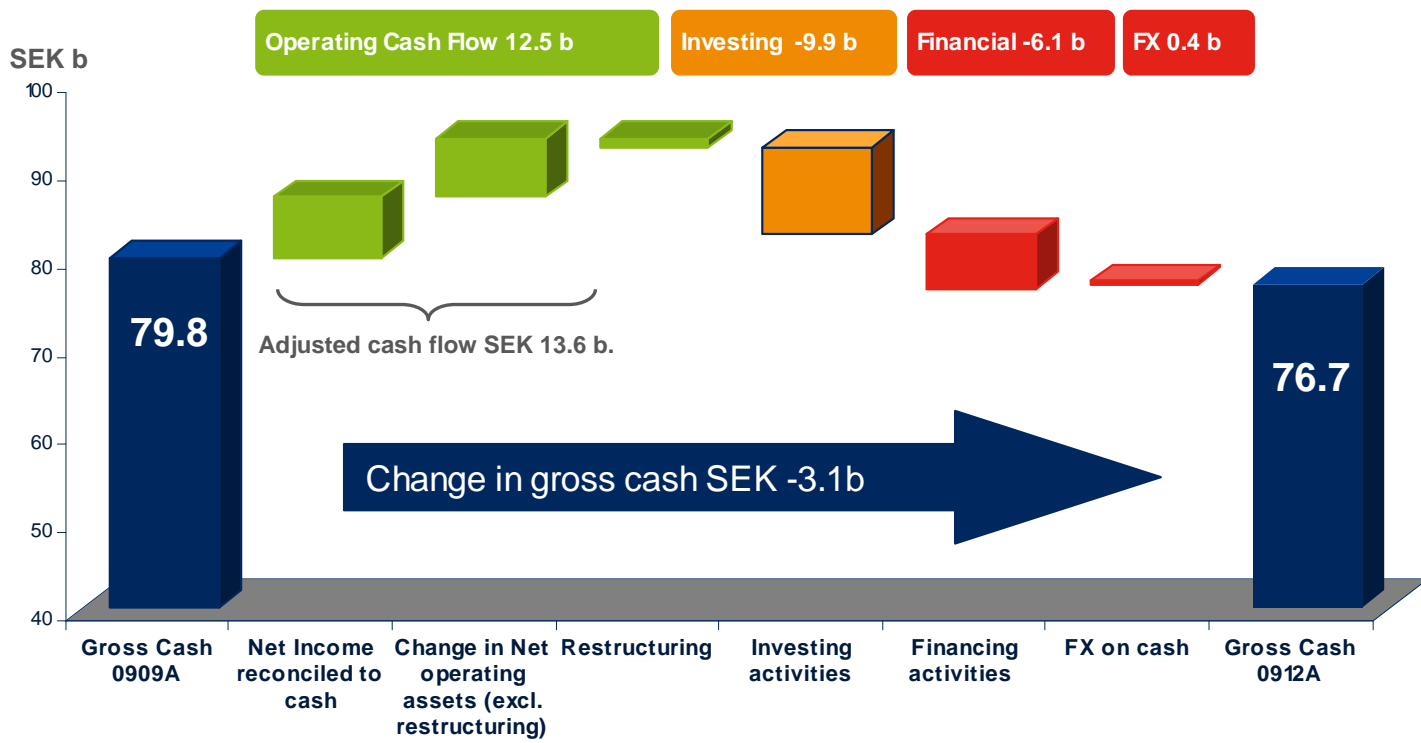 Operating Cash Flow 12.5 b
Investing -9.9 b
Financial -6.1 b
FX 0.4 b
SEK b
100
90
80
70
60
50
40
79.8
Adjusted cash flow SEK 13.6 b.
76.7
Change in gross cash SEK -3.1b
Gross Cash
0909A
Net Income
reconciled to
cash
Change in Net
operating
assets (excl.
restructuring)
Restructuring
Investing
activities
Financing
activities
FX on cash
Gross Cash
0912A